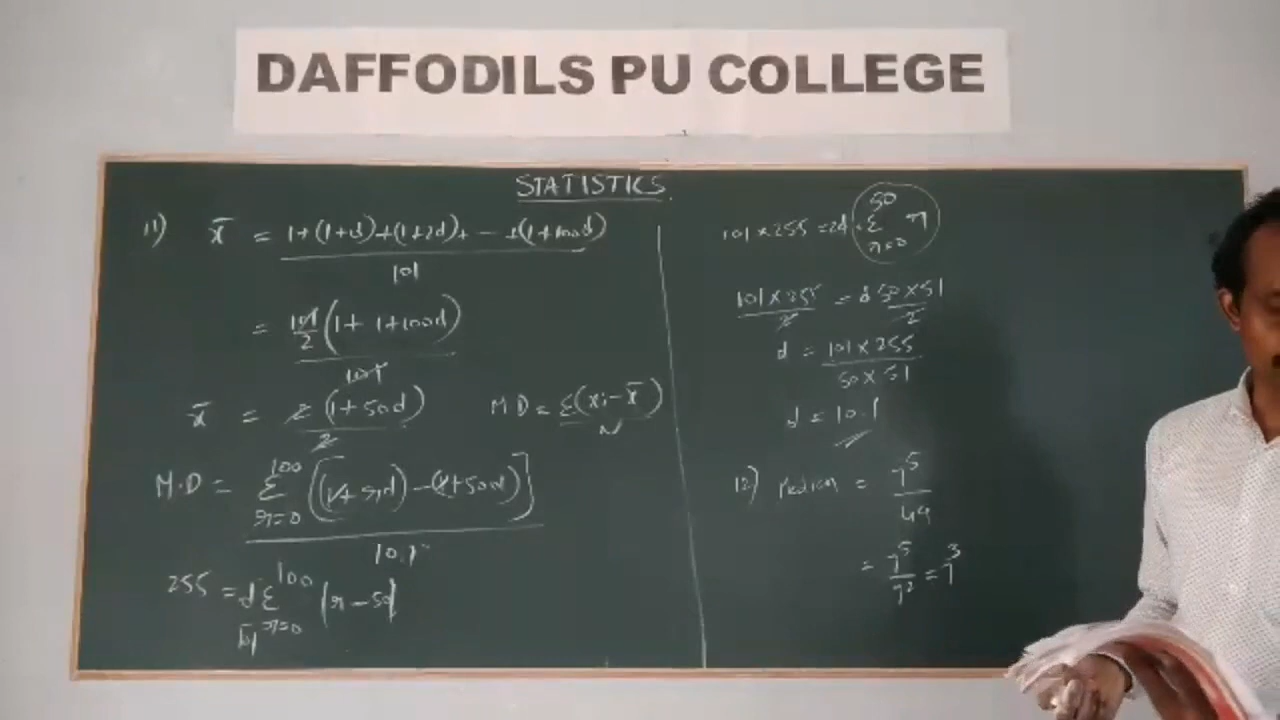 DAFFODILS PU COLLEGE
STATISTICS
11) x̄ = 1+(1+d)+(1+2d)+ - - +(1+100d)
101
= 101/2 (1+1+100d)
101
x̄ = 2 (1+50d)
2
M D = Σ(xi-x̄)
N
M.D = 100 Σ r=0 [(1+rd)-(1+50d)]
101
255 = d 100 Σ r=0 |r-50|
101
101×255 = 2d 50 Σ r=0 r
101×255 = d 50×51
2 2
d = 101×255
50×51
d = 10.1
12) Median = 7^5
49
= 7^5/7^2 = 7^3